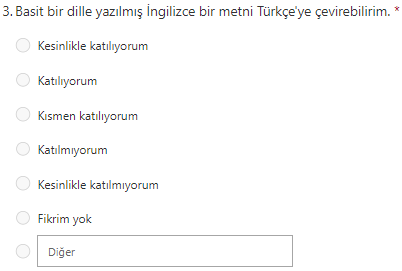 3. Basit bir dille yazılmış İngilizce bir metni Türkçe'ye çevirebilirim. *
Kesinlikle katılıyorum
Katılıyorum
Kısmen katılıyorum
Katılmıyorum
Kesinlikle katılmıyorum
Fikrim yok
Diğer